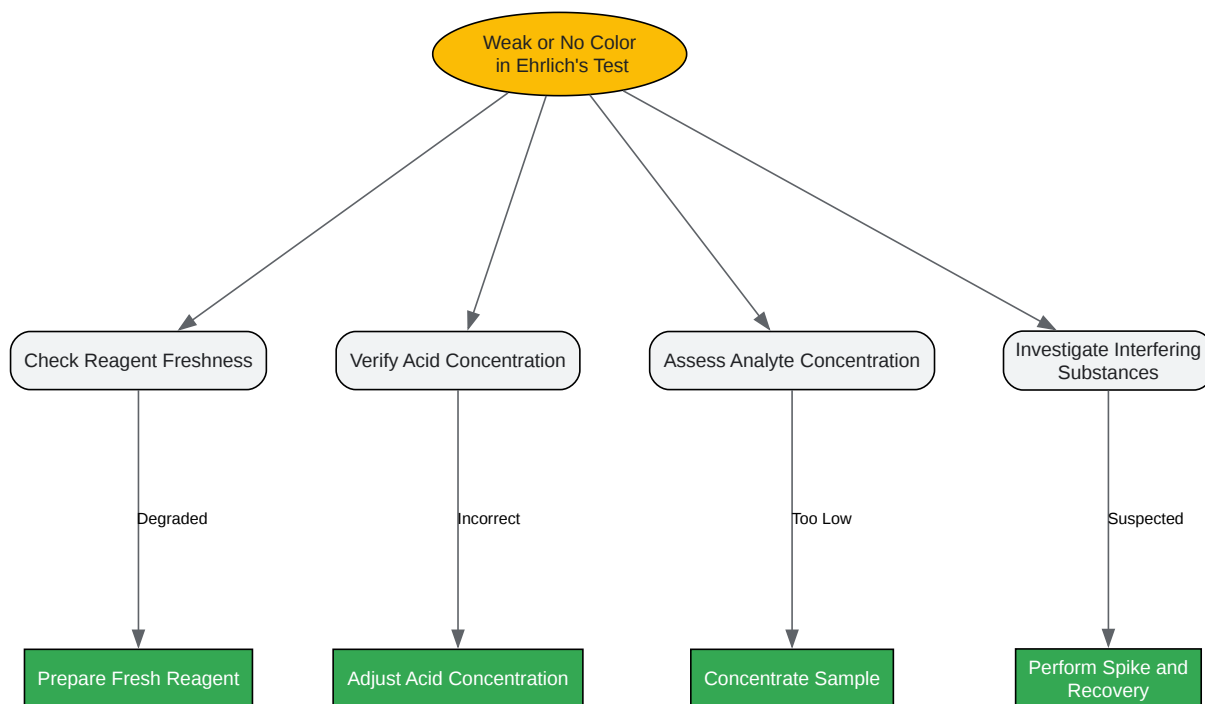 Weak or No Color
in Ehrlich's Test
Check Reagent Freshness
Verify Acid Concentration
Assess Analyte Concentration
Investigate Interfering
Substances
Degraded
Incorrect
Too Low
Suspected
Prepare Fresh Reagent
Adjust Acid Concentration
Concentrate Sample
Perform Spike and
Recovery